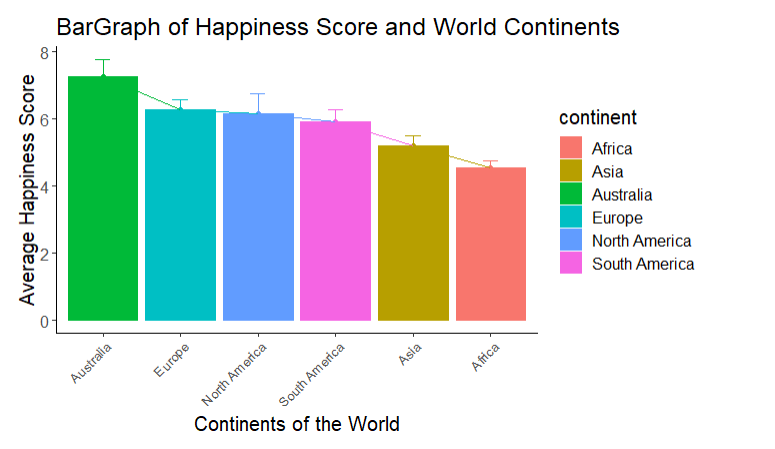 BarGraph of Happiness Score and World Continents
Average Happiness Score
8
6
4
2
0
Australia
Europe
North America
South America
Asia
Africa
Continents of the World
continent
Africa
Asia
Australia
Europe
North America
South America